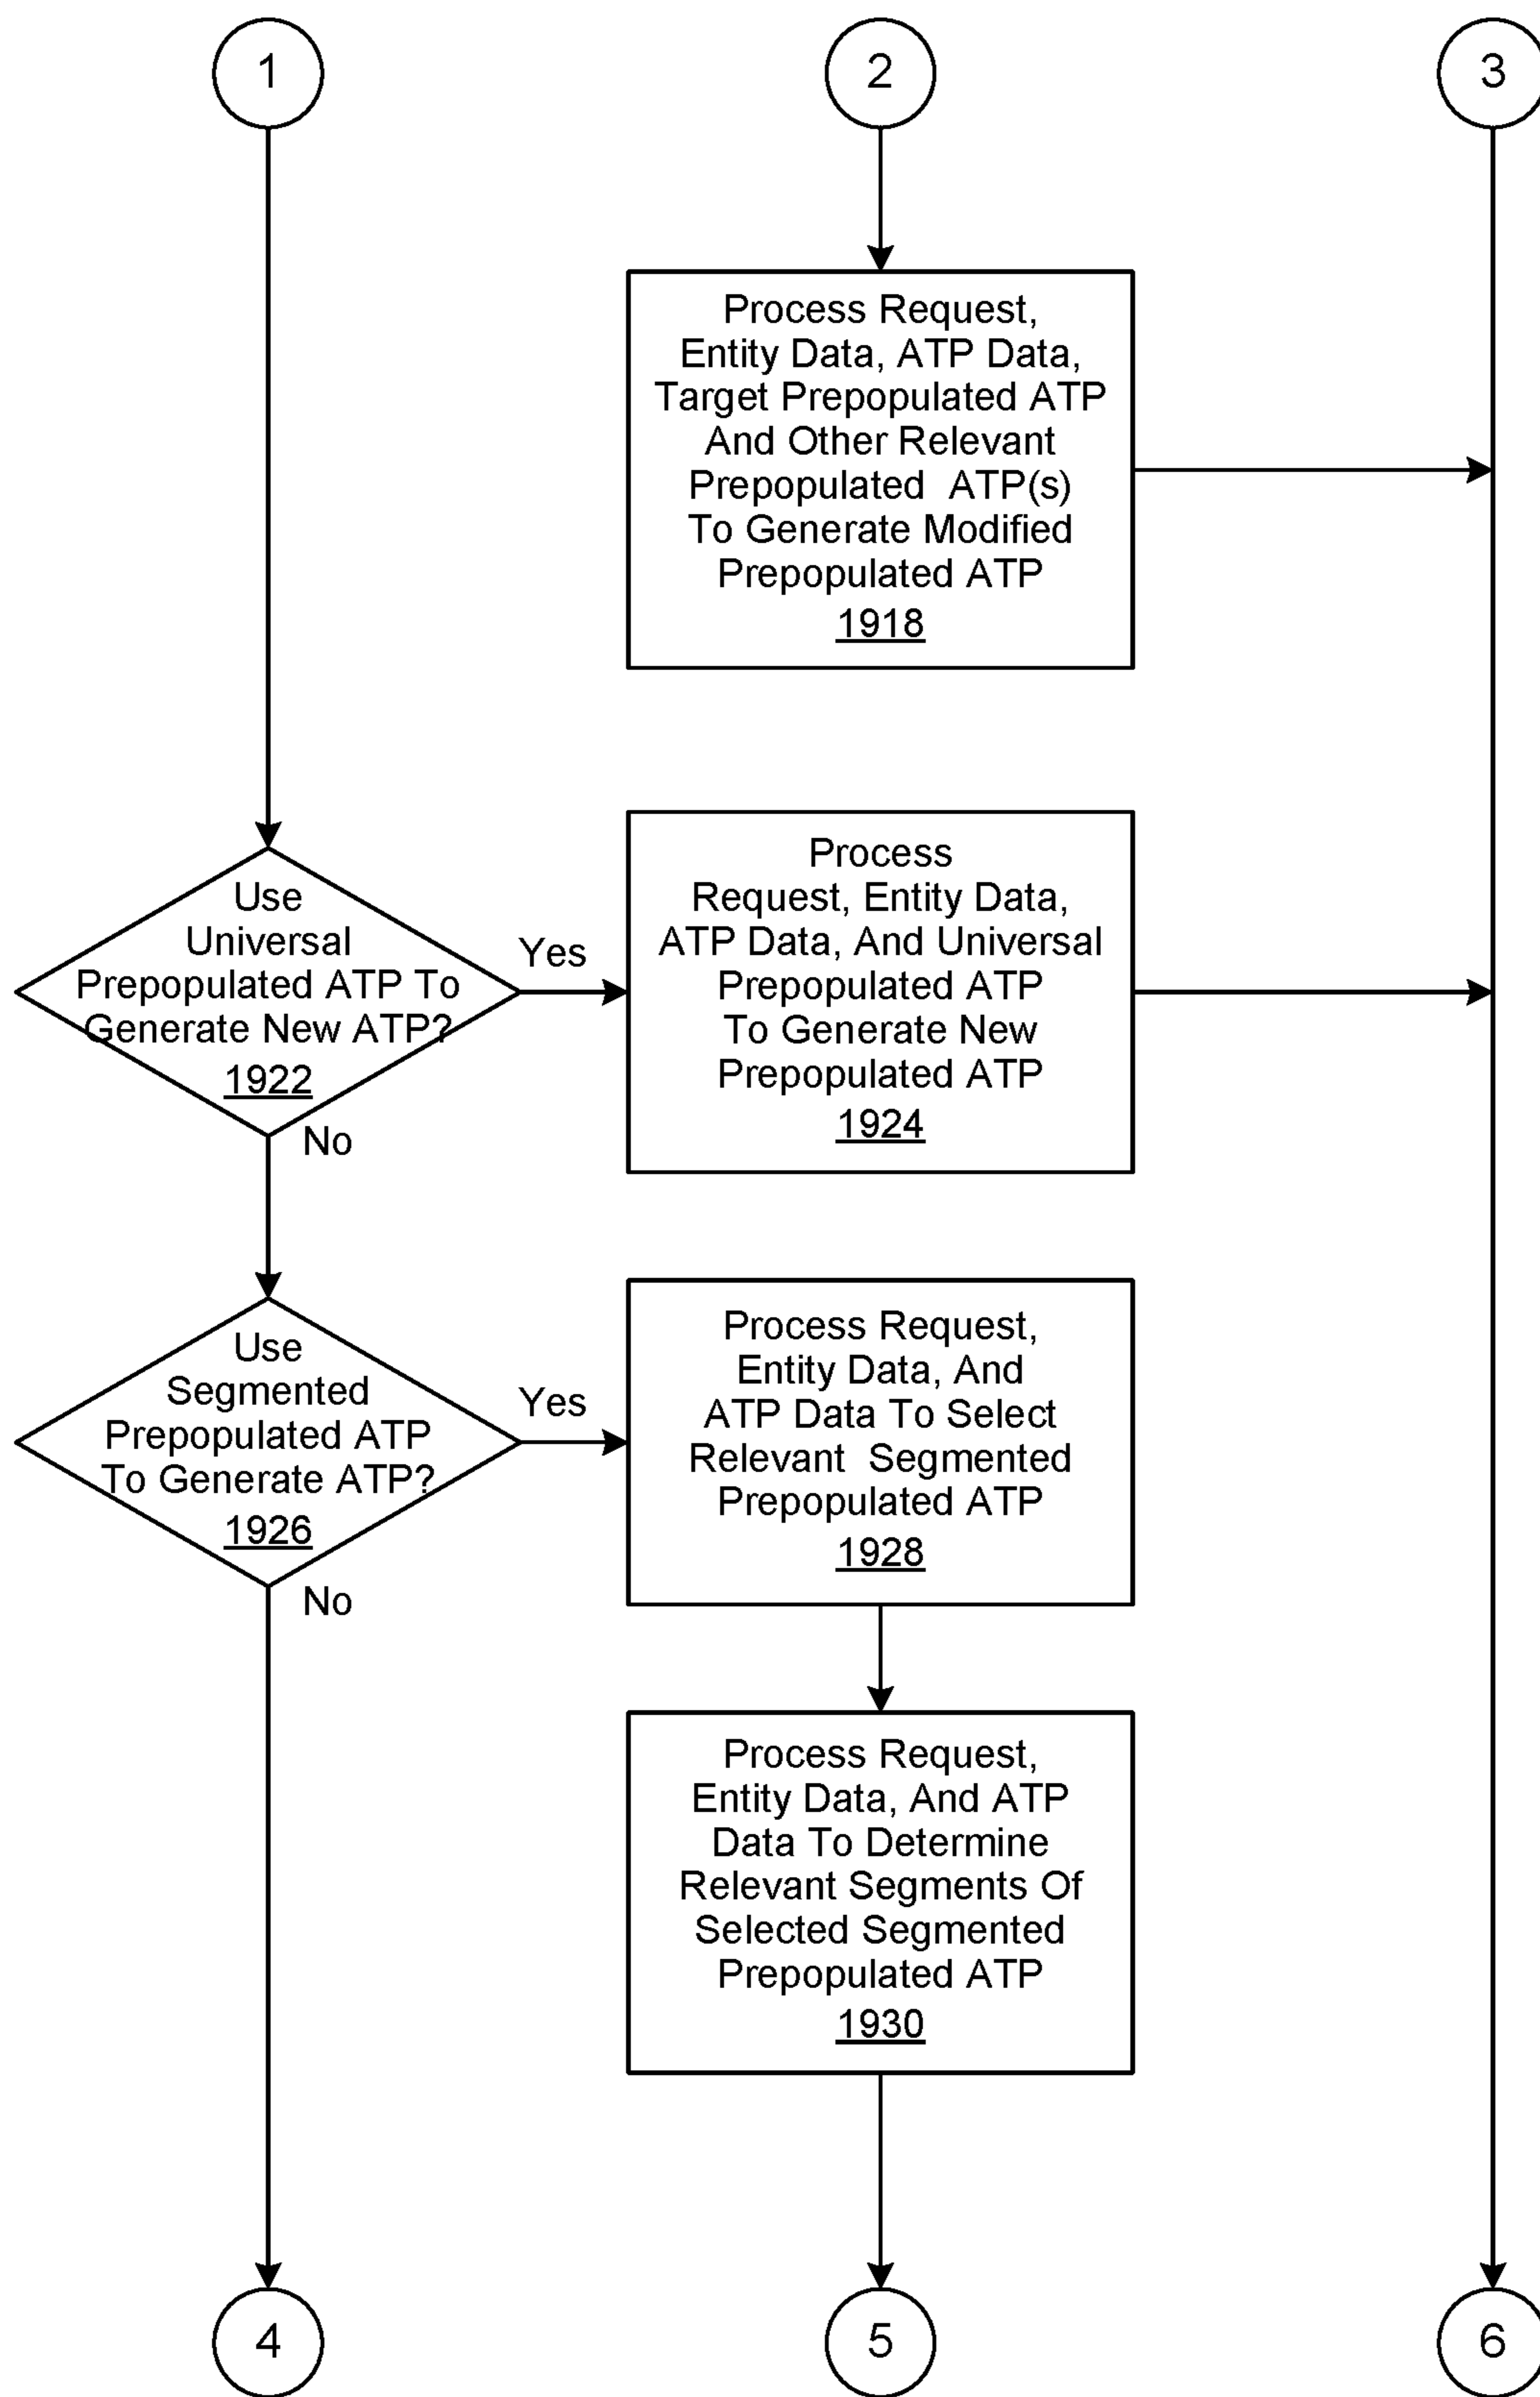 1
2
3
Process Request,
Entity Data, ATP Data,
Target Prepopulated ATP
And Other Relevant
Prepopulated ATP(s)
To Generate Modified
Prepopulated ATP
1918
Use
Universal
Prepopulated ATP To
Generate New ATP?
1922
Yes
No
Process
Request, Entity Data,
ATP Data, And Universal
Prepopulated ATP
To Generate New
Prepopulated ATP
1924
Use
Segmented
Prepopulated ATP
To Generate ATP?
1926
Yes
No
Process Request,
Entity Data, And
ATP Data To Select
Relevant Segmented
Prepopulated ATP
1928
Process Request,
Entity Data, And ATP
Data To Determine
Relevant Segments Of
Selected Segmented
Prepopulated ATP
1930
4
5
6